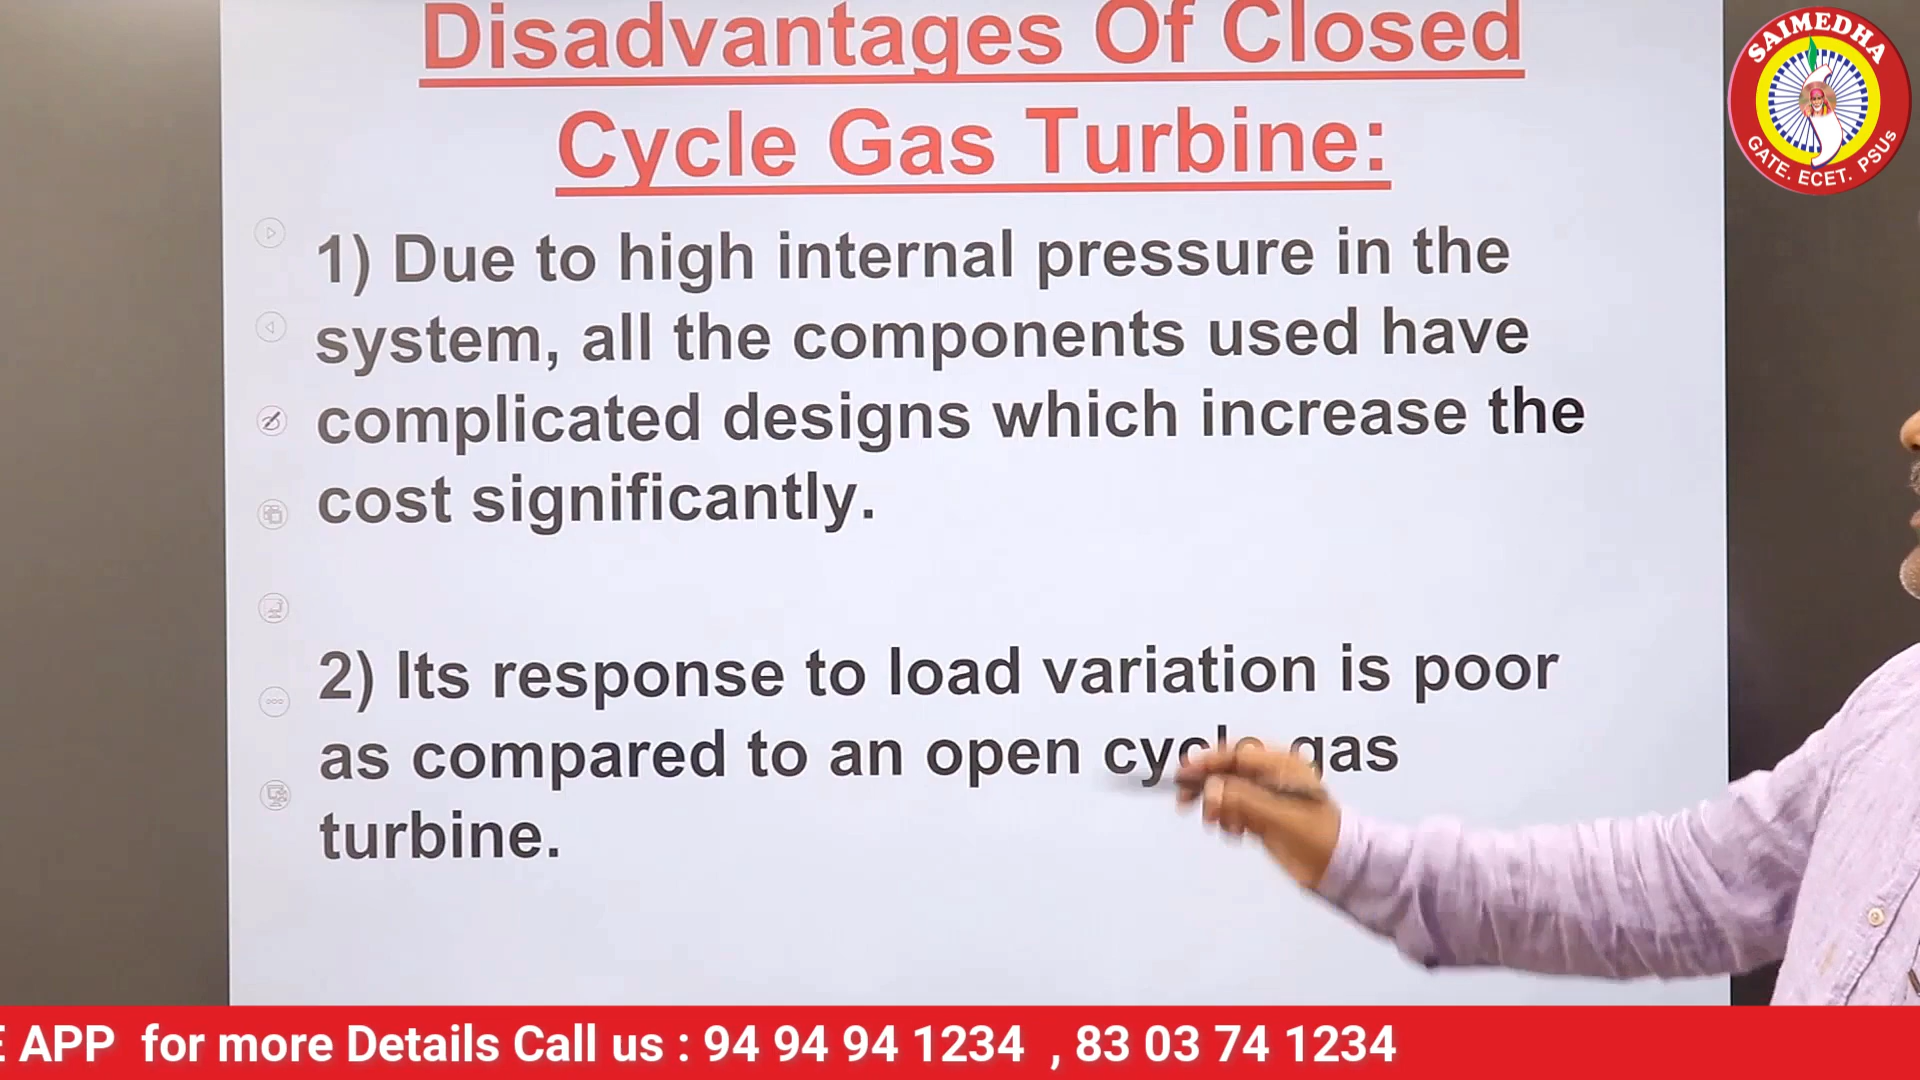 Disadvantages Of Closed
Cycle Gas Turbine:
1) Due to high internal pressure in the
system, all the components used have
complicated designs which increase the
cost significantly.
2) Its response to load variation is poor
as compared to an open cycle gas
turbine.
SAIMEDHA
GATE. ECET. PSUs
APP for more Details Call us : 94 94 94 1234 , 83 03 74 1234